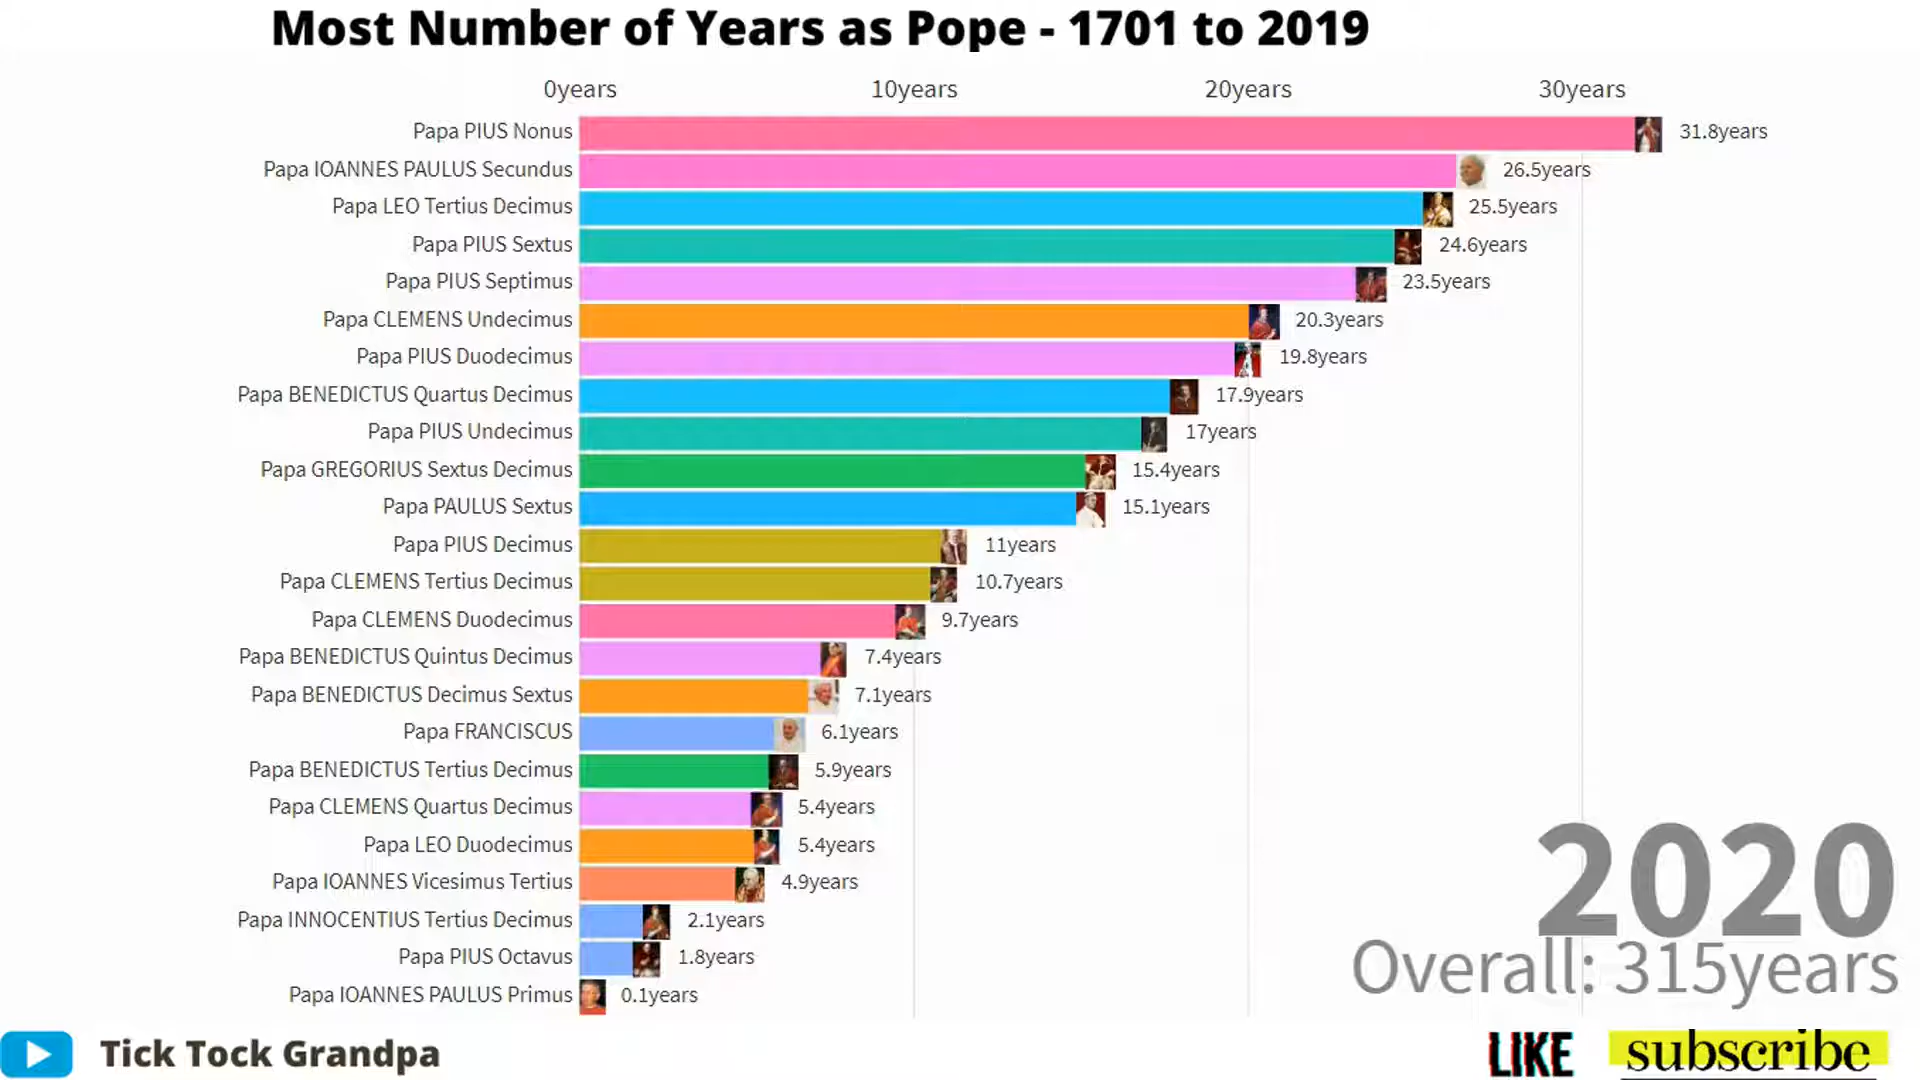 Most Number of Years as Pope - 1701 to 2019
0years 10years 20years 30years
Papa PIUS Nonus 31.8years
Papa IOANNES PAULUS Secundus 26.5years
Papa LEO Tertius Decimus 25.5years
Papa PIUS Sextus 24.6years
Papa PIUS Septimus 23.5years
Papa CLEMENS Undecimus 20.3years
Papa PIUS Duodecimus 19.8years
Papa BENEDICTUS Quartus Decimus 17.9years
Papa PIUS Undecimus 17years
Papa GREGORIUS Sextus Decimus 15.4years
Papa PAULUS Sextus 15.1years
Papa PIUS Decimus 11years
Papa CLEMENS Tertius Decimus 10.7years
Papa CLEMENS Duodecimus 9.7years
Papa BENEDICTUS Quintus Decimus 7.4years
Papa BENEDICTUS Decimus Sextus 7.1years
Papa FRANCISCUS 6.1years
Papa BENEDICTUS Tertius Decimus 5.9years
Papa CLEMENS Quartus Decimus 5.4years
Papa LEO Duodecimus 5.4years
Papa IOANNES Vicesimus Tertius 4.9years
Papa INNOCENTIUS Tertius Decimus 2.1years
Papa PIUS Octavus 1.8years
Papa IOANNES PAULUS Primus 0.1years
2020
Overall: 315years
Tick Tock Grandpa
LIKE subscribe